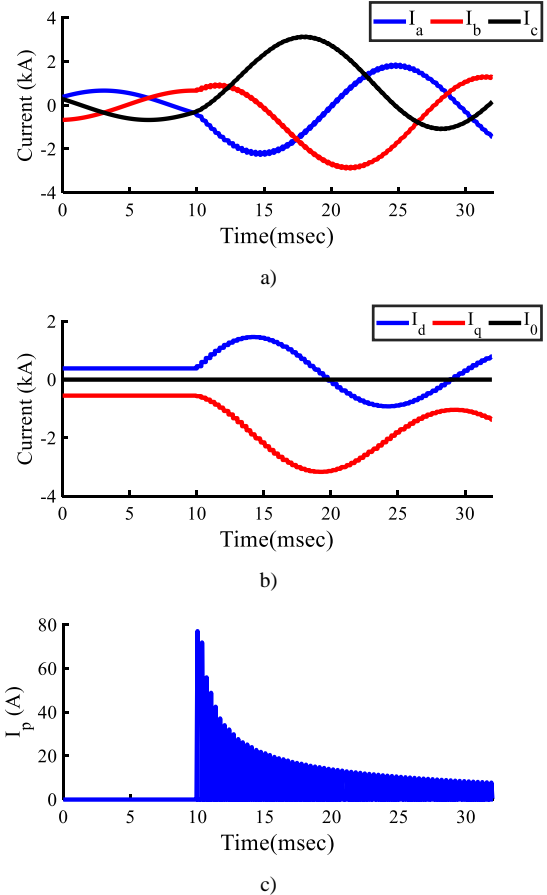 I_a I_b I_c
4
2
0
-2
-4
Current (kA)
0 5 10 15 20 25 30
Time(msec)
a)
I_d I_q I_0
2
0
-2
-4
Current (kA)
0 5 10 15 20 25 30
Time(msec)
b)
80
60
40
20
0
I_p (A)
0 5 10 15 20 25 30
Time(msec)
c)